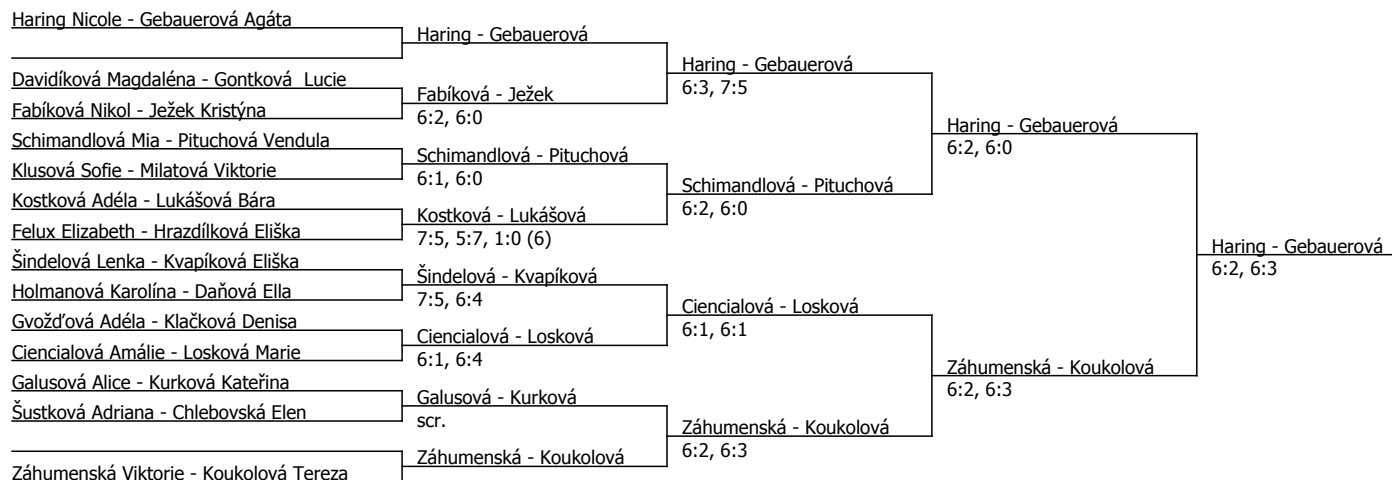 Haring Nicole - Gebauerová Agáta
Davidíková Magdaléna - Gontková  Lucie
Fabíková Nikol - Ježek Kristýna
Schimandlová Mia - Pituchová Vendula
Klusová Sofie - Milatová Viktorie
Kostková Adéla - Lukášová Bára
Felux Elizabeth - Hrazdílková Eliška
Šindelová Lenka - Kvapíková Eliška
Holmanová Karolína - Daňová Ella
Gvožďová Adéla - Klačková Denisa
Ciencialová Amálie - Losková Marie
Galusová Alice - Kurková Kateřina
Šustková Adriana - Chlebovská Elen
Záhumenská Viktorie - Koukolová Tereza
Haring - Gebauerová
Fabíková - Ježek
6:2, 6:0
Schimandlová - Pituchová
6:1, 6:0
Kostková - Lukášová
7:5, 5:7, 1:0 (6)
Šindelová - Kvapíková
7:5, 6:4
Ciencialová - Losková
6:1, 6:4
Galusová - Kurková
scr.
Záhumenská - Koukolová
Haring - Gebauerová
6:3, 7:5
Schimandlová - Pituchová
6:2, 6:0
Ciencialová - Losková
6:1, 6:1
Záhumenská - Koukolová
6:2, 6:3
Haring - Gebauerová
6:2, 6:0
Záhumenská - Koukolová
6:2, 6:3
Haring - Gebauerová
6:2, 6:3